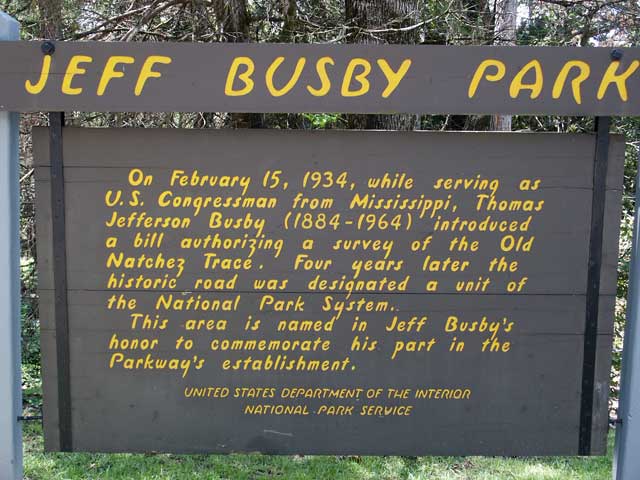 JEFF BUSBY PARK
On February 15, 1934, while serving as
U.S. Congressman from Mississippi, Thomas
Jefferson Busby (1884-1964) introduced
a bill authorizing a survey of the Old
Natchez Trace. Four years later the
historic road was designated a unit of
the National Park System.
This area is named in Jeff Busby's
honor to commemorate his part in the
Parkway's establishment.
UNITED STATES DEPARTMENT OF THE INTERIOR
NATIONAL PARK SERVICE